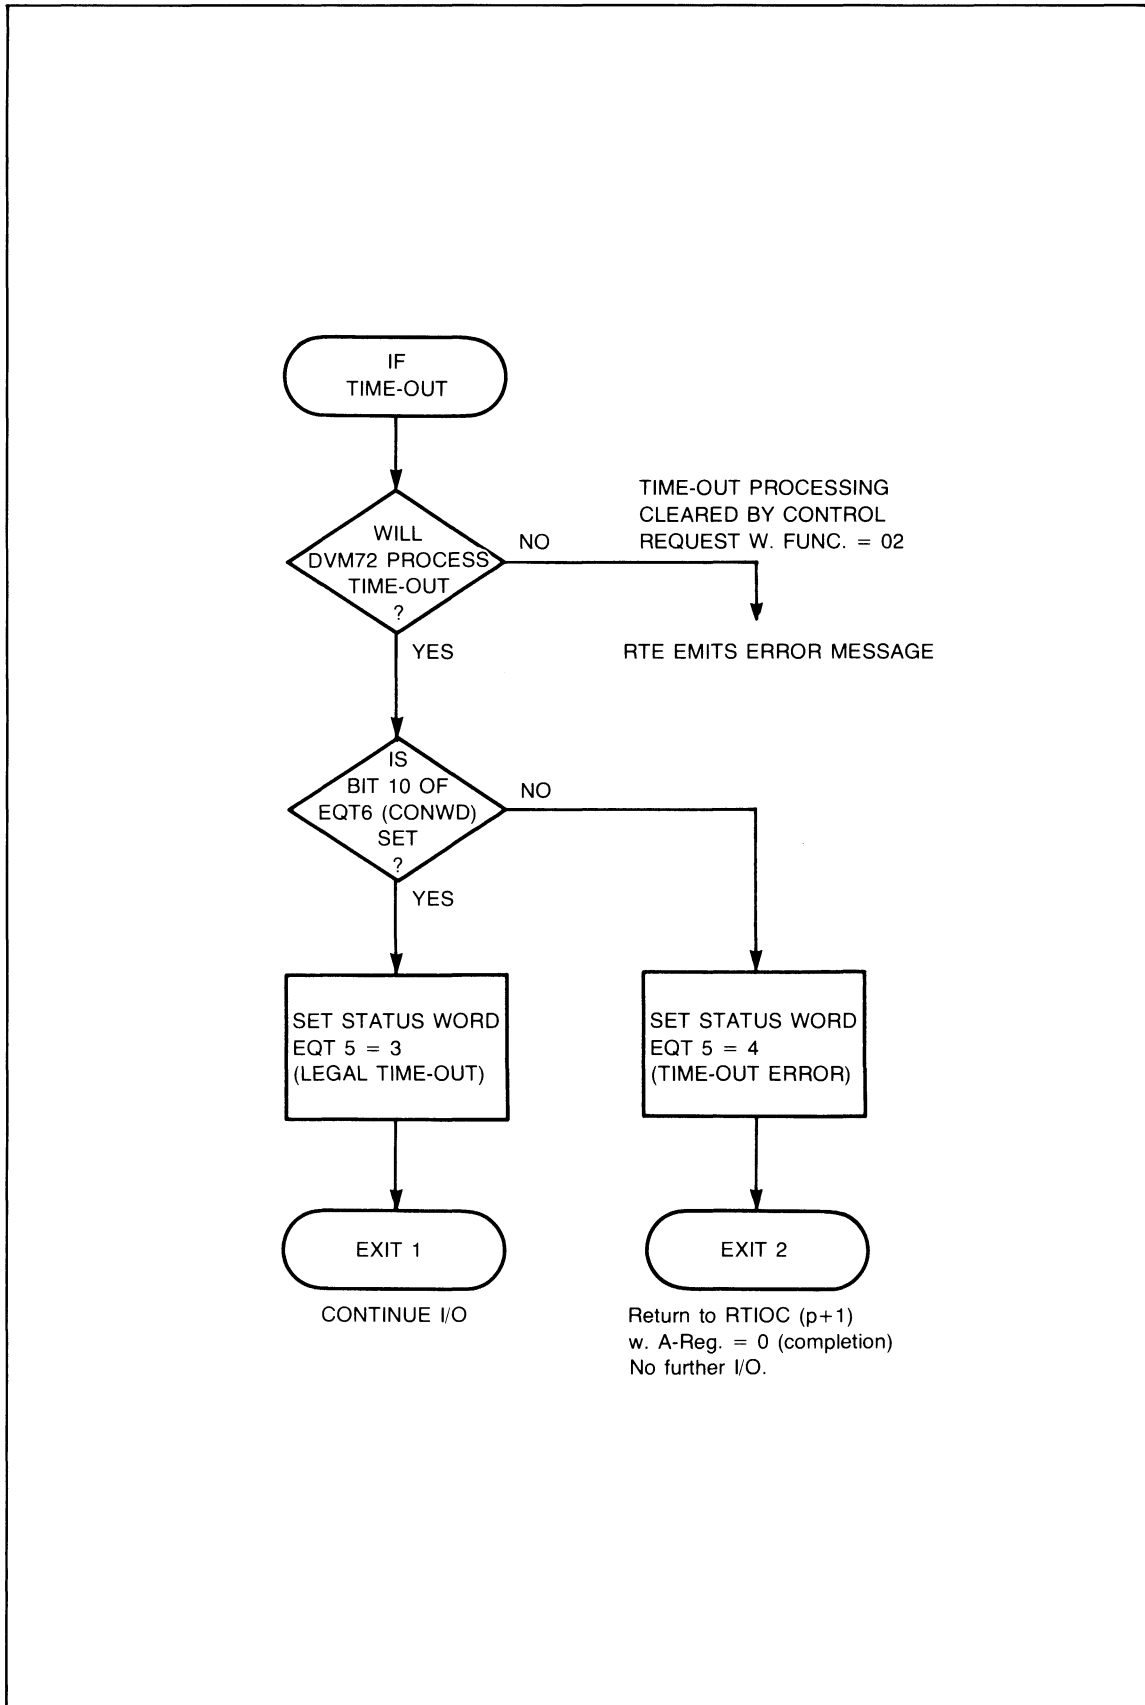 IF
TIME-OUT
WILL
DVM72 PROCESS
TIME-OUT
?
NO
TIME-OUT PROCESSING
CLEARED BY CONTROL
REQUEST W. FUNC. = 02
RTE EMITS ERROR MESSAGE
YES
IS
BIT 10 OF
EQT6 (CONWD)
SET
?
NO
YES
SET STATUS WORD
EQT 5 = 3
(LEGAL TIME-OUT)
SET STATUS WORD
EQT 5 = 4
(TIME-OUT ERROR)
EXIT 1
CONTINUE I/O
EXIT 2
Return to RTIOC (p+1)
w. A-Reg. = 0 (completion)
No further I/O.